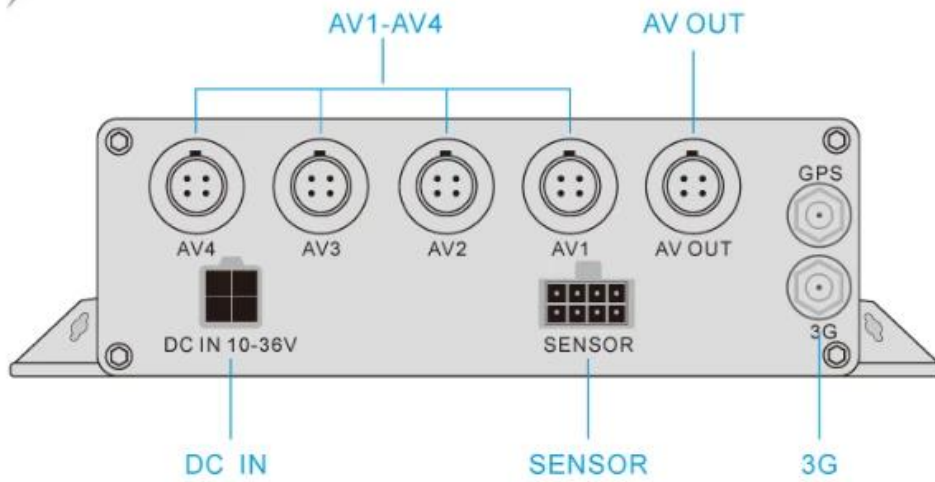 AV1-AV4 AV OUT
GPS
AV4 AV3 AV2 AV1 AV OUT
DC IN 10-36V SENSOR 3G
DC IN SENSOR 3G